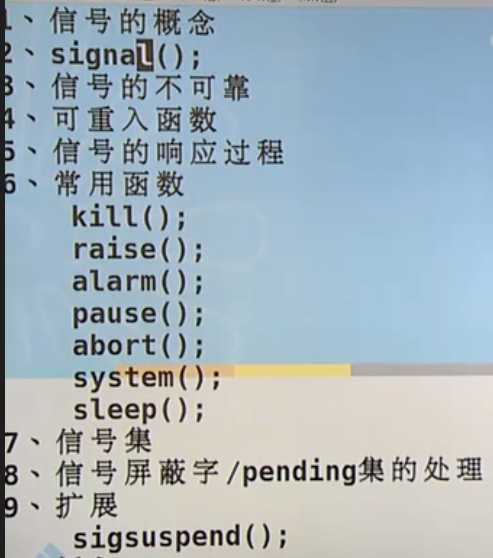 1、信号的概念
2、signal();
3、信号的不可靠
4、可重入函数
5、信号的响应过程
6、常用函数
kill();
raise();
alarm();
pause();
abort();
system();
sleep();
7、信号集
8、信号屏蔽字/pending集的处理
9、扩展
sigsuspend();